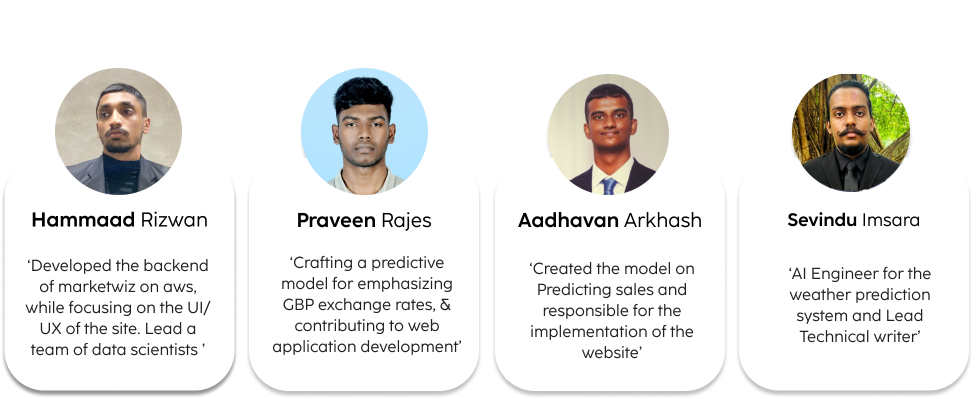 Hammaad Rizwan
‘Developed the backend
of marketwiz on aws,
while focusing on the UI/
UX of the site. Lead a
team of data scientists ’
Praveen Rajes
‘Crafting a predictive
model for emphasizing
GBP exchange rates, &
contributing to web
application development’
Aadhavan Arkhash
‘Created the model on
Predicting sales and
responsible for the
implementation of the
website’
Sevindu Imsara
‘AI Engineer for the
weather prediction
system and Lead
Technical writer’